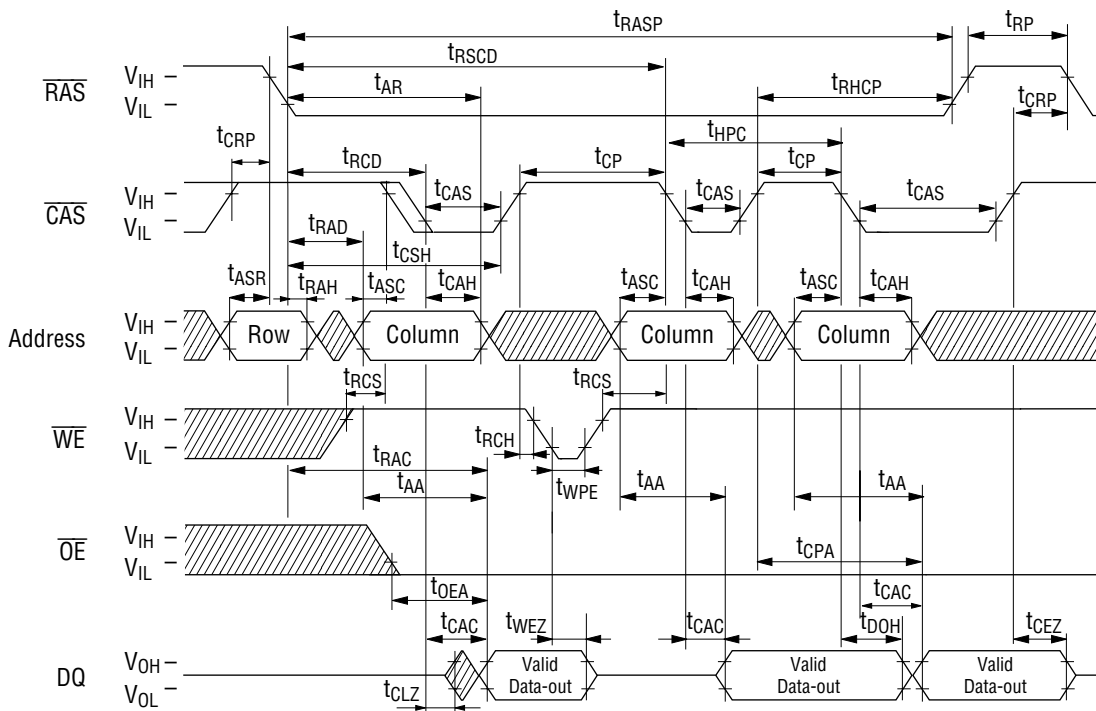 tRASP
tRP
tRSCD
RAS
VIH
VIL
tAR
tRHCP
tCRP
tCRP
tRCD
tHPC
tCP
tCP
CAS
VIH
VIL
tCAS
tCAS
tCAS
tRAD
tCSH
tASR
tRAH
tASC
tCAH
tASC
tCAH
tASC
tCAH
Address
VIH
VIL
Row
Column
Column
Column
tRCS
tRCS
WE
VIH
VIL
tRCH
tWPE
tRAC
tAA
tAA
tAA
OE
VIH
VIL
tCPA
tOEA
tCAC
tCAC
tWEZ
tCAC
tDOH
tCEZ
DQ
VOH
VOL
Valid
Data-out
Valid
Data-out
Valid
Data-out
tCLZ